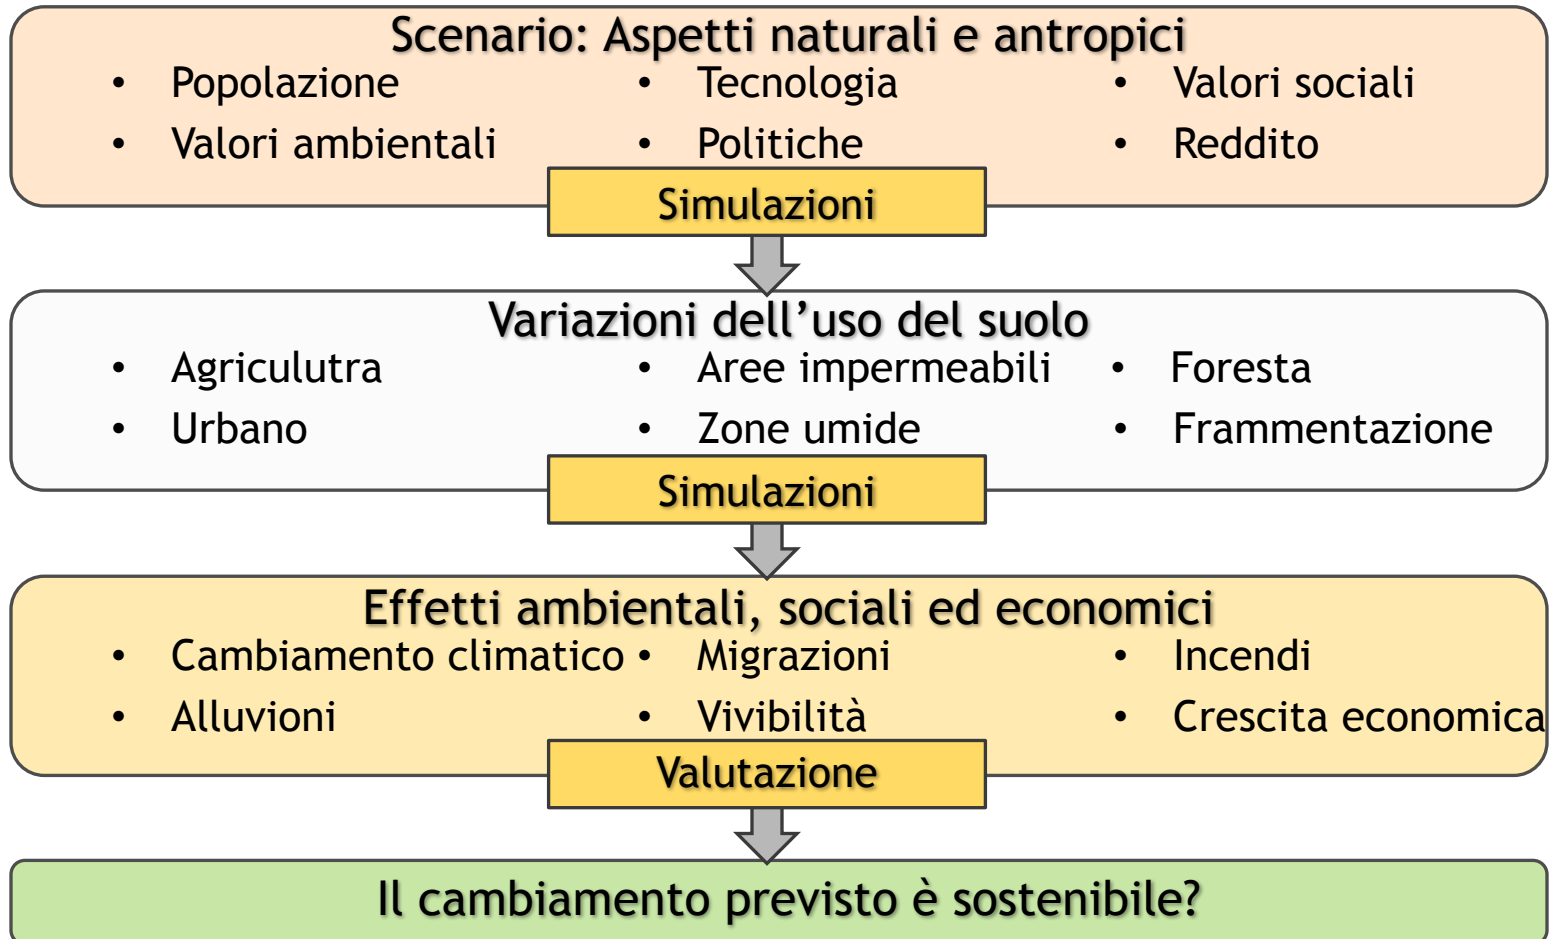 Scenario: Aspetti naturali e antropici
• Popolazione • Tecnologia • Valori sociali
• Valori ambientali • Politiche • Reddito
Simulazioni
Variazioni dell’uso del suolo
• Agriculutra • Aree impermeabili • Foresta
• Urbano • Zone umide • Frammentazione
Simulazioni
Effetti ambientali, sociali ed economici
• Cambiamento climatico • Migrazioni • Incendi
• Alluvioni • Vivibilità • Crescita economica
Valutazione
Il cambiamento previsto è sostenibile?